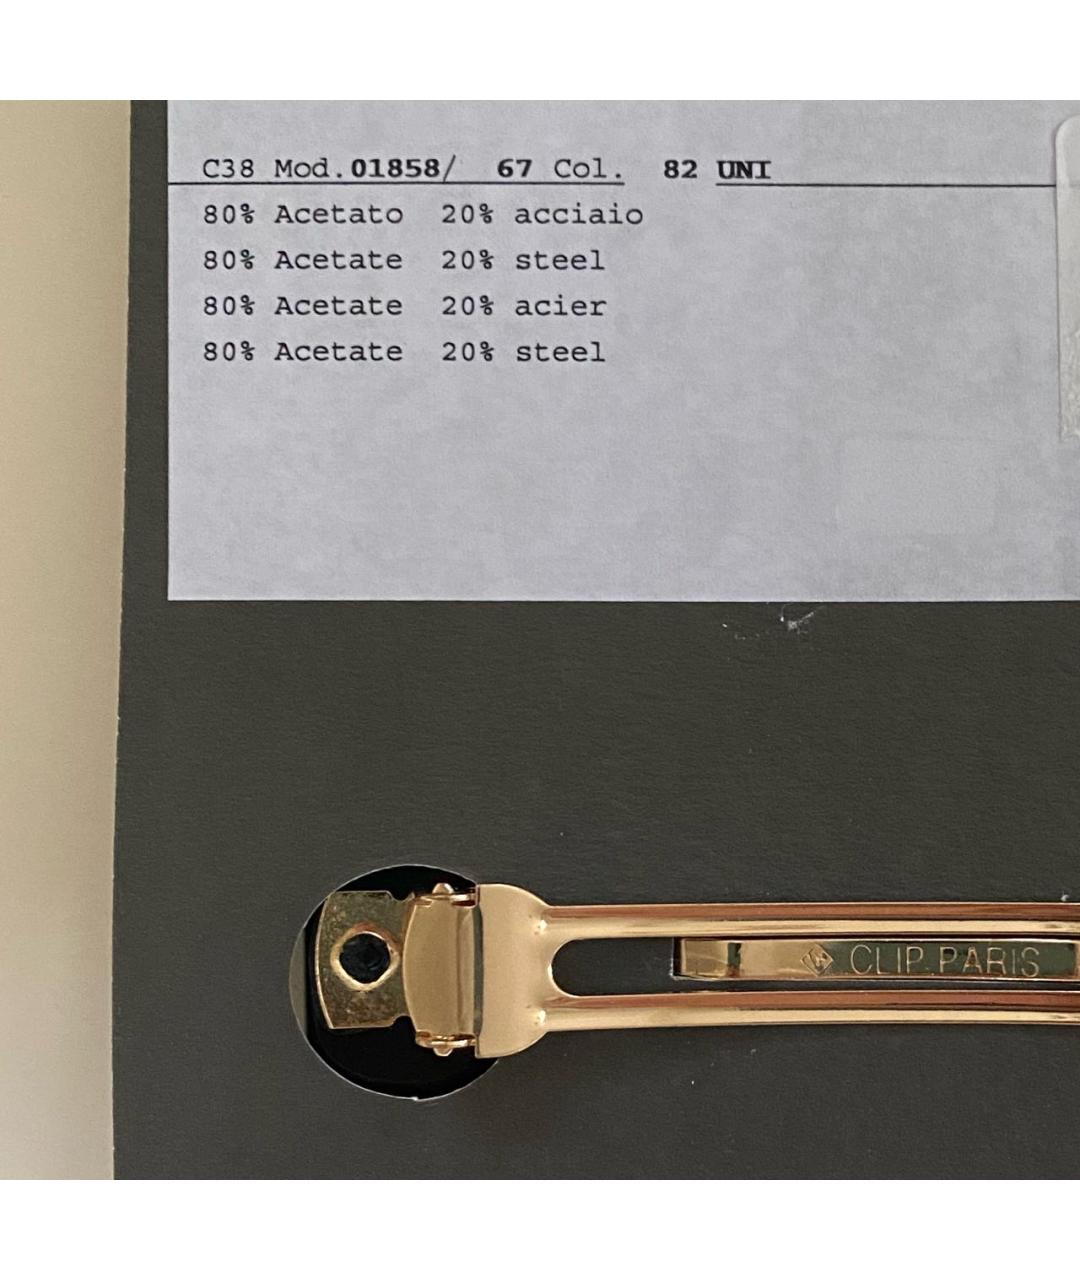 C38 Mod.01858/ 67 Col. 82 UNI
80% Acetato 20% acciaio
80% Acetate 20% steel
80% Acetate 20% acier
80% Acetate 20% steel
CLIP PARIS